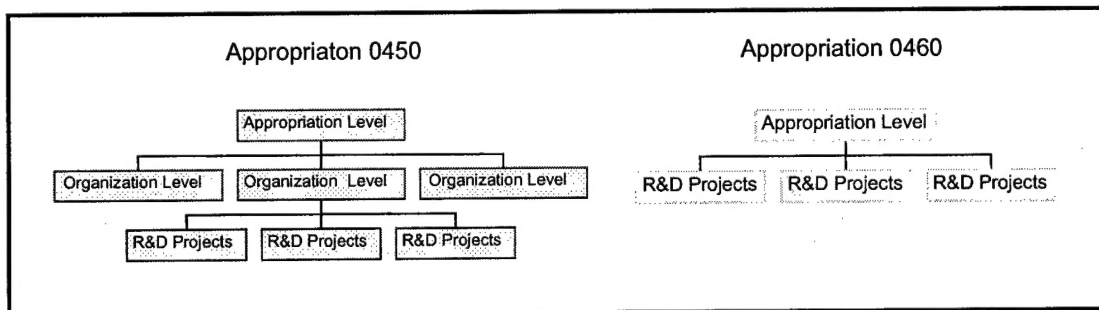 Appropriaton 0450
Appropriation Level
Organization Level
Organization Level
Organization Level
R&D Projects
R&D Projects
R&D Projects
Appropriation 0460
Appropriation Level
R&D Projects
R&D Projects
R&D Projects